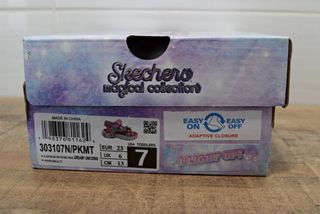 Skechers
magical collection
MADE IN CHINA
303107N/PKMT
EUR 23
UK 6
CM 13
USA TODDLERS
7
EASY ON
EASY OFF
ADAPTIVE CLOSURE
I LIGHT UP!